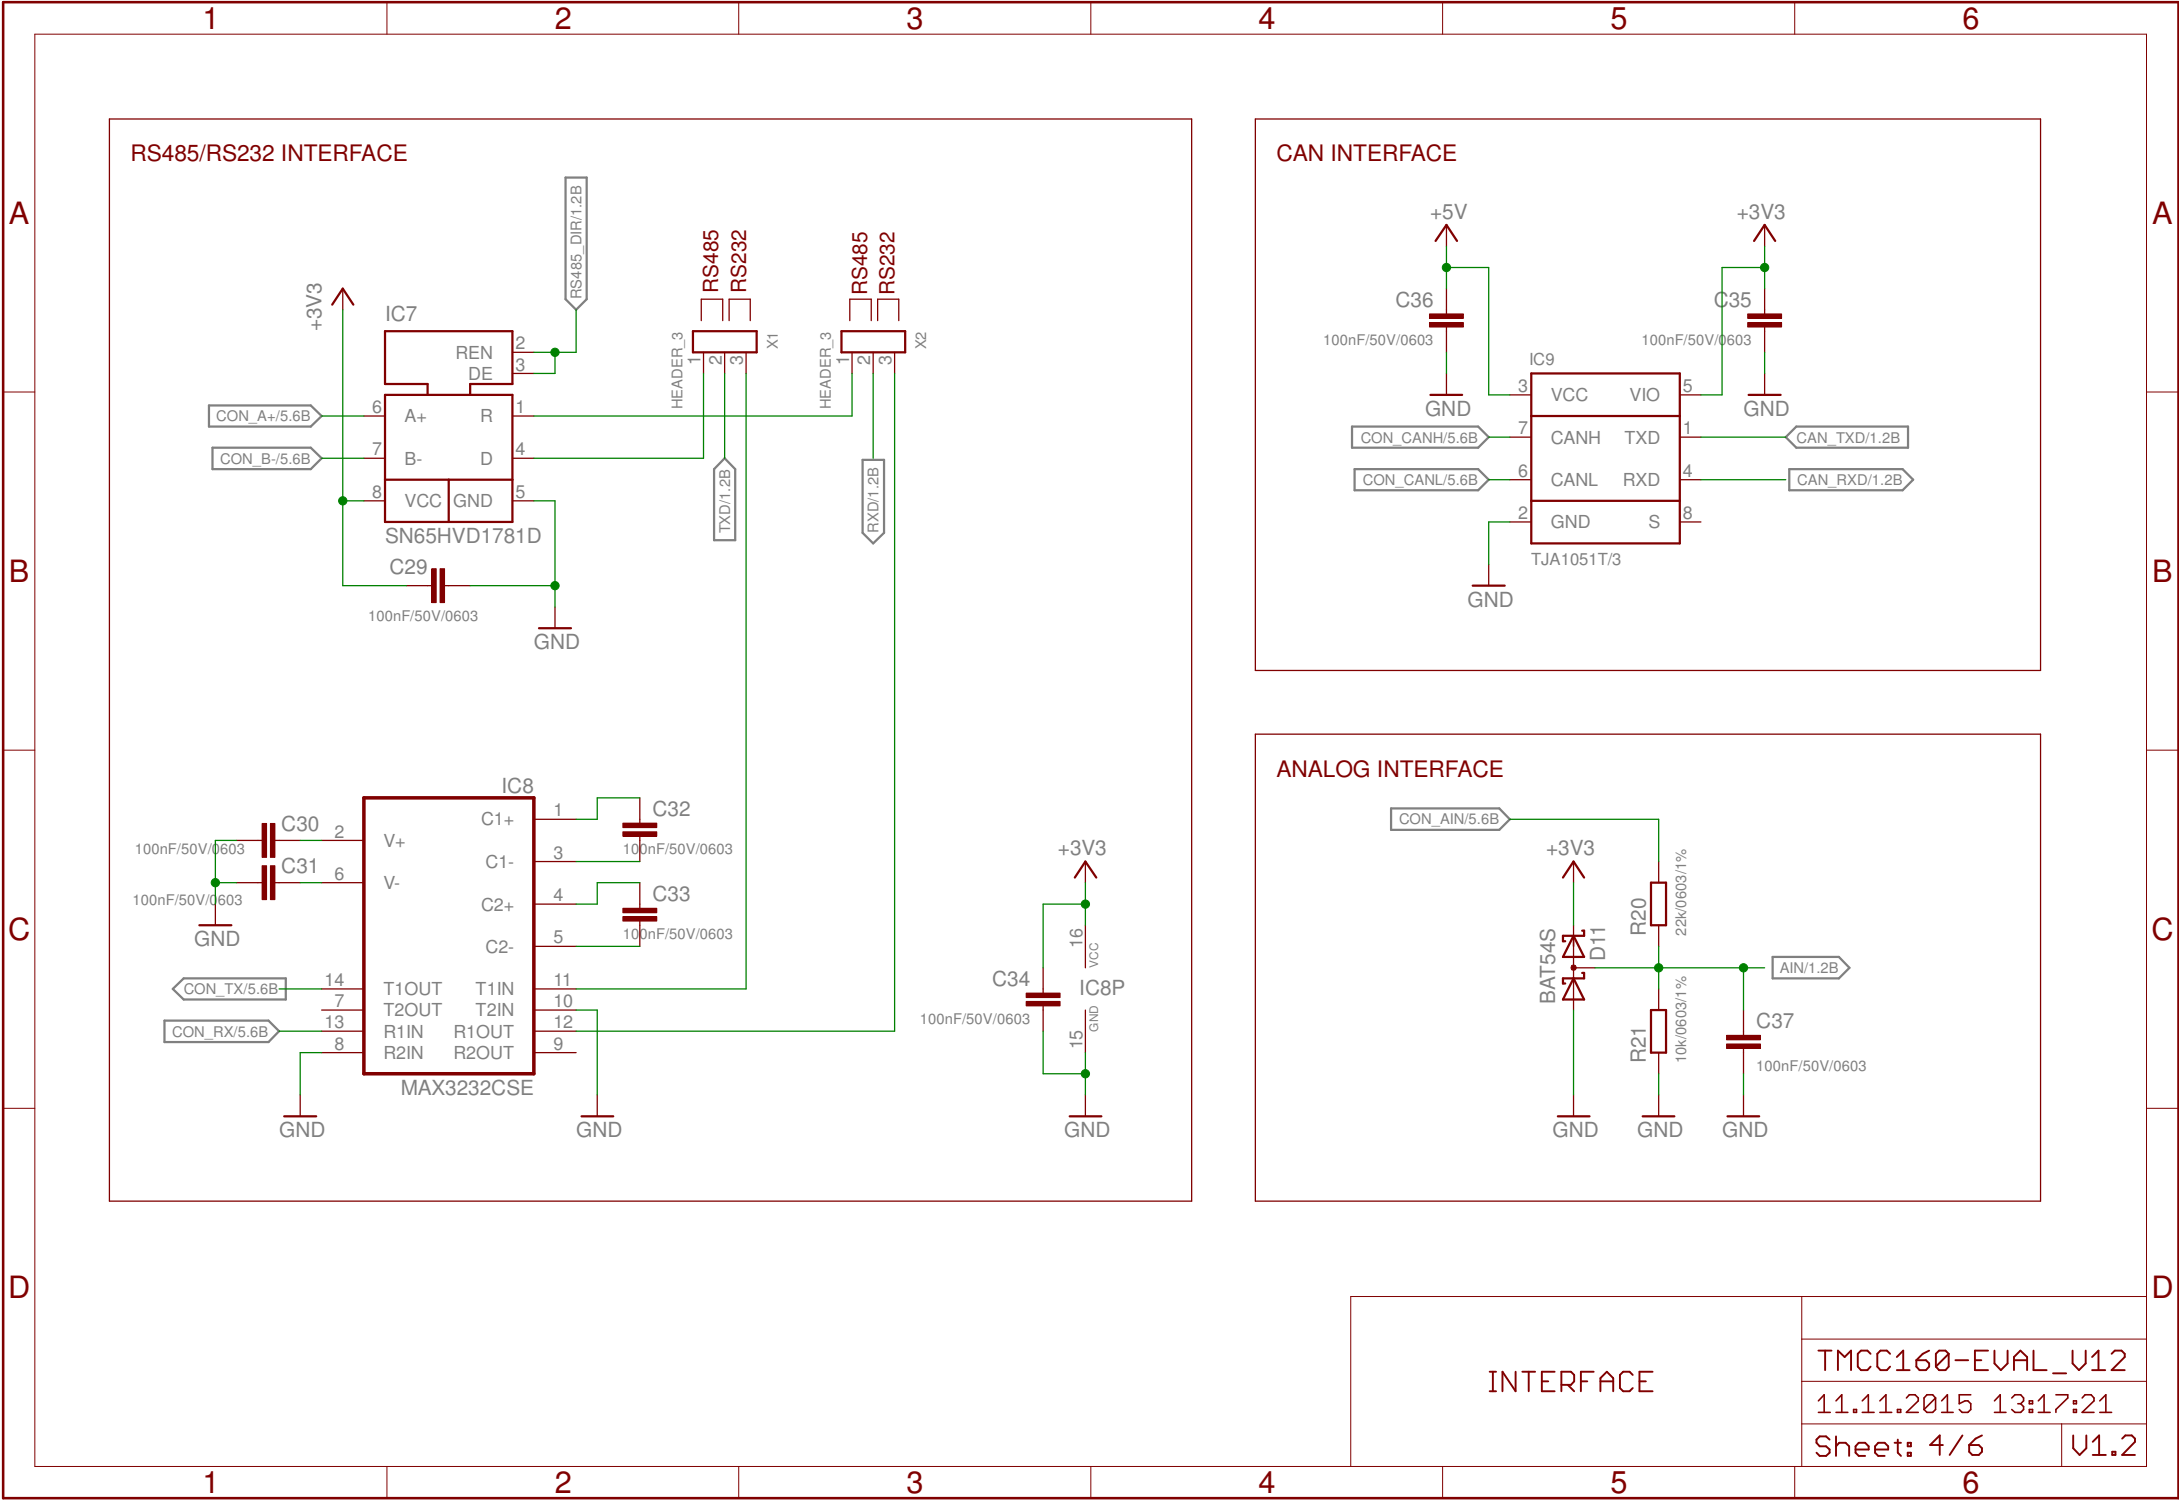 1 2 3 4 5 6
A A
B B
C C
D D
RS485/RS232 INTERFACE
RS485_DIR/1.2B
+3V3
IC7
REN 2
DE 3
CON_A+/5.6B 6 A+ R 1
CON_B-/5.6B 7 B- D 4
8 VCC GND 5
SN65HVD1781D
C29
100nF/50V/0603
GND
RS485
RS232
HEADER_3
1 2 3
X1
TXD/1.2B
RS485
RS232
HEADER_3
1 2 3
X2
RXD/1.2B
IC8
C30 2 V+ C1+ 1 C32
100nF/50V/0603
C1- 3 100nF/50V/0603
C31 6 V-
100nF/50V/0603
C2+ 4 C33
C2- 5 100nF/50V/0603
GND
CON_TX/5.6B 14 T1OUT T1IN 11
7 T2OUT T2IN 10
CON_RX/5.6B 13 R1IN R1OUT 12
8 R2IN R2OUT 9
MAX3232CSE
GND GND
+3V3
16
VCC
C34
IC8P
100nF/50V/0603
GND
15
GND
CAN INTERFACE
+5V +3V3
C36 C35
100nF/50V/0603 100nF/50V/0603
IC9
GND GND
3 VCC VIO 5
CON_CANH/5.6B 7 CANH TXD 1 CAN_TXD/1.2B
CON_CANL/5.6B 6 CANL RXD 4 CAN_RXD/1.2B
2 GND S 8
TJA1051T/3
GND
ANALOG INTERFACE
CON_AIN/5.6B
+3V3
R20
22k/0603/1%
BAT54S
D11
AIN/1.2B
R21
10k/0603/1%
C37
100nF/50V/0603
GND GND GND
INTERFACE
TMCC160-EVAL_V12
11.11.2015 13:17:21
Sheet: 4/6 V1.2
1 2 3 4 5 6